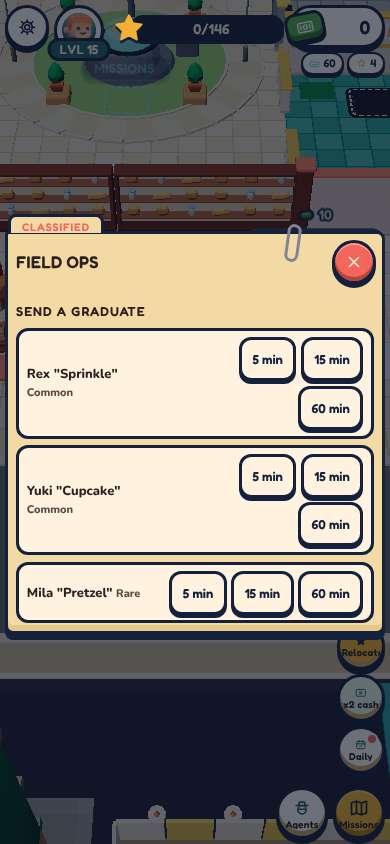 LVL 15
0/146
0
60
4
MISSIONS
10
CLASSIFIED
FIELD OPS
SEND A GRADUATE
Rex "Sprinkle"
Common
5 min
15 min
60 min
Yuki "Cupcake"
Common
5 min
15 min
60 min
Mila "Pretzel" Rare
5 min
15 min
60 min
Relocate
x2 cash
Daily
Agents
Missions